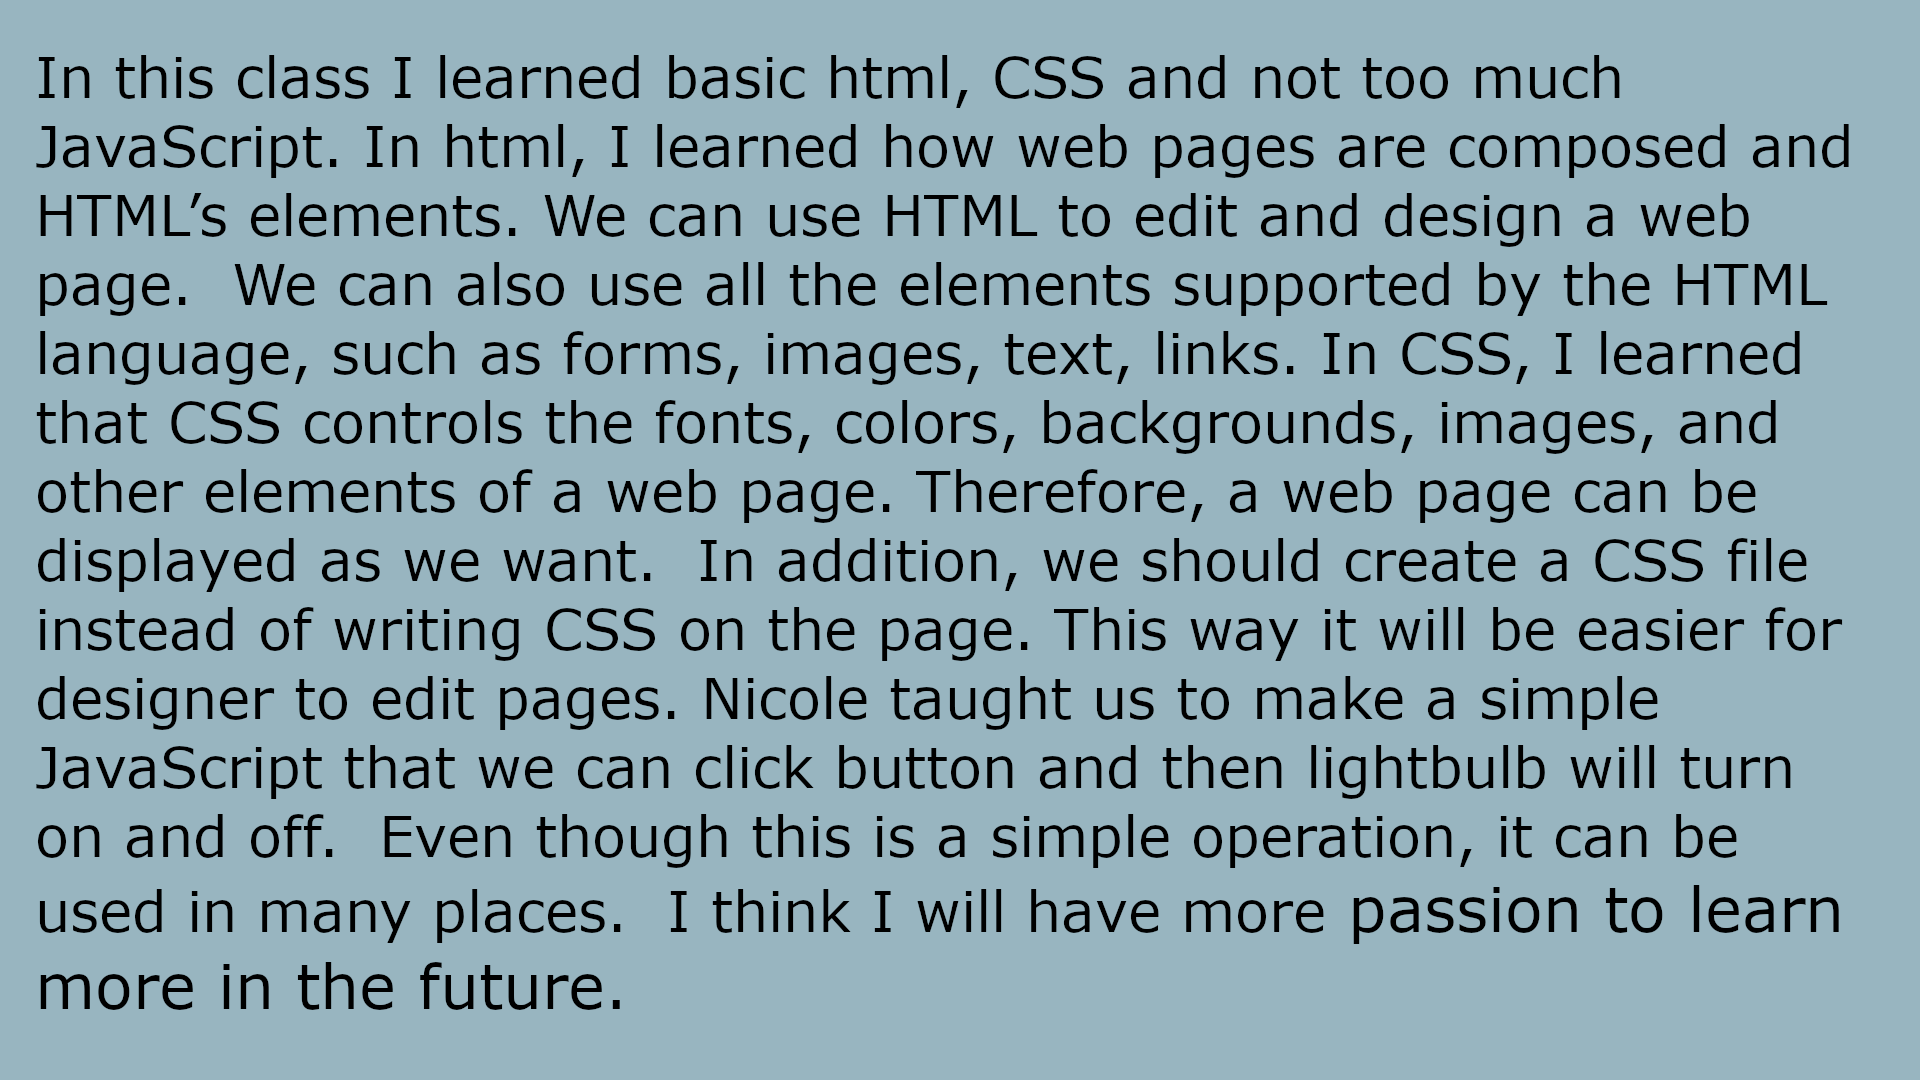 In this class I learned basic html, CSS and not too much
JavaScript. In html, I learned how web pages are composed and
HTML’s elements. We can use HTML to edit and design a web
page.  We can also use all the elements supported by the HTML
language, such as forms, images, text, links. In CSS, I learned
that CSS controls the fonts, colors, backgrounds, images, and
other elements of a web page. Therefore, a web page can be
displayed as we want.  In addition, we should create a CSS file
instead of writing CSS on the page. This way it will be easier for
designer to edit pages. Nicole taught us to make a simple
JavaScript that we can click button and then lightbulb will turn
on and off.  Even though this is a simple operation, it can be
used in many places.  I think I will have more passion to learn
more in the future.